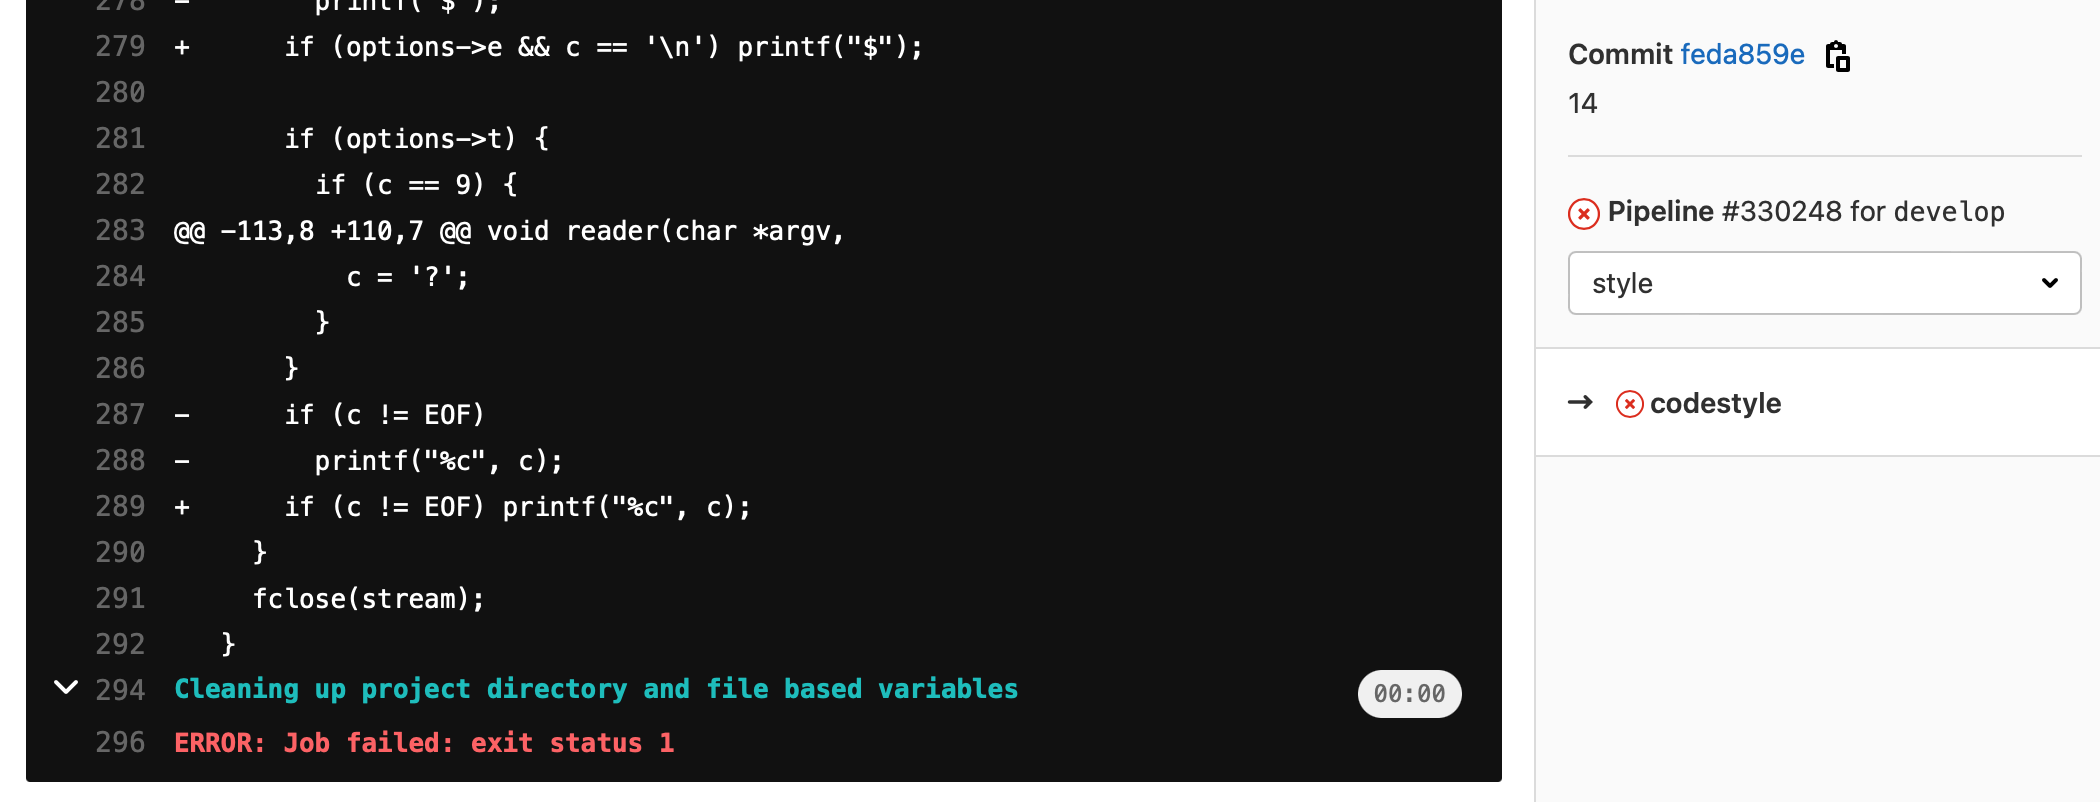 278 -         printf("$");
279 +       if (options->e && c == '\n') printf("$");
280
281         if (options->t) {
282           if (c == 9) {
283 @@ -113,8 +110,7 @@ void reader(char *argv,
284             c = '?';
285           }
286         }
287 -       if (c != EOF)
288 -         printf("%c", c);
289 +       if (c != EOF) printf("%c", c);
290       }
291       fclose(stream);
292     }
294 Cleaning up project directory and file based variables 00:00
296 ERROR: Job failed: exit status 1
Commit feda859e
14
Pipeline #330248 for develop
style
→ codestyle